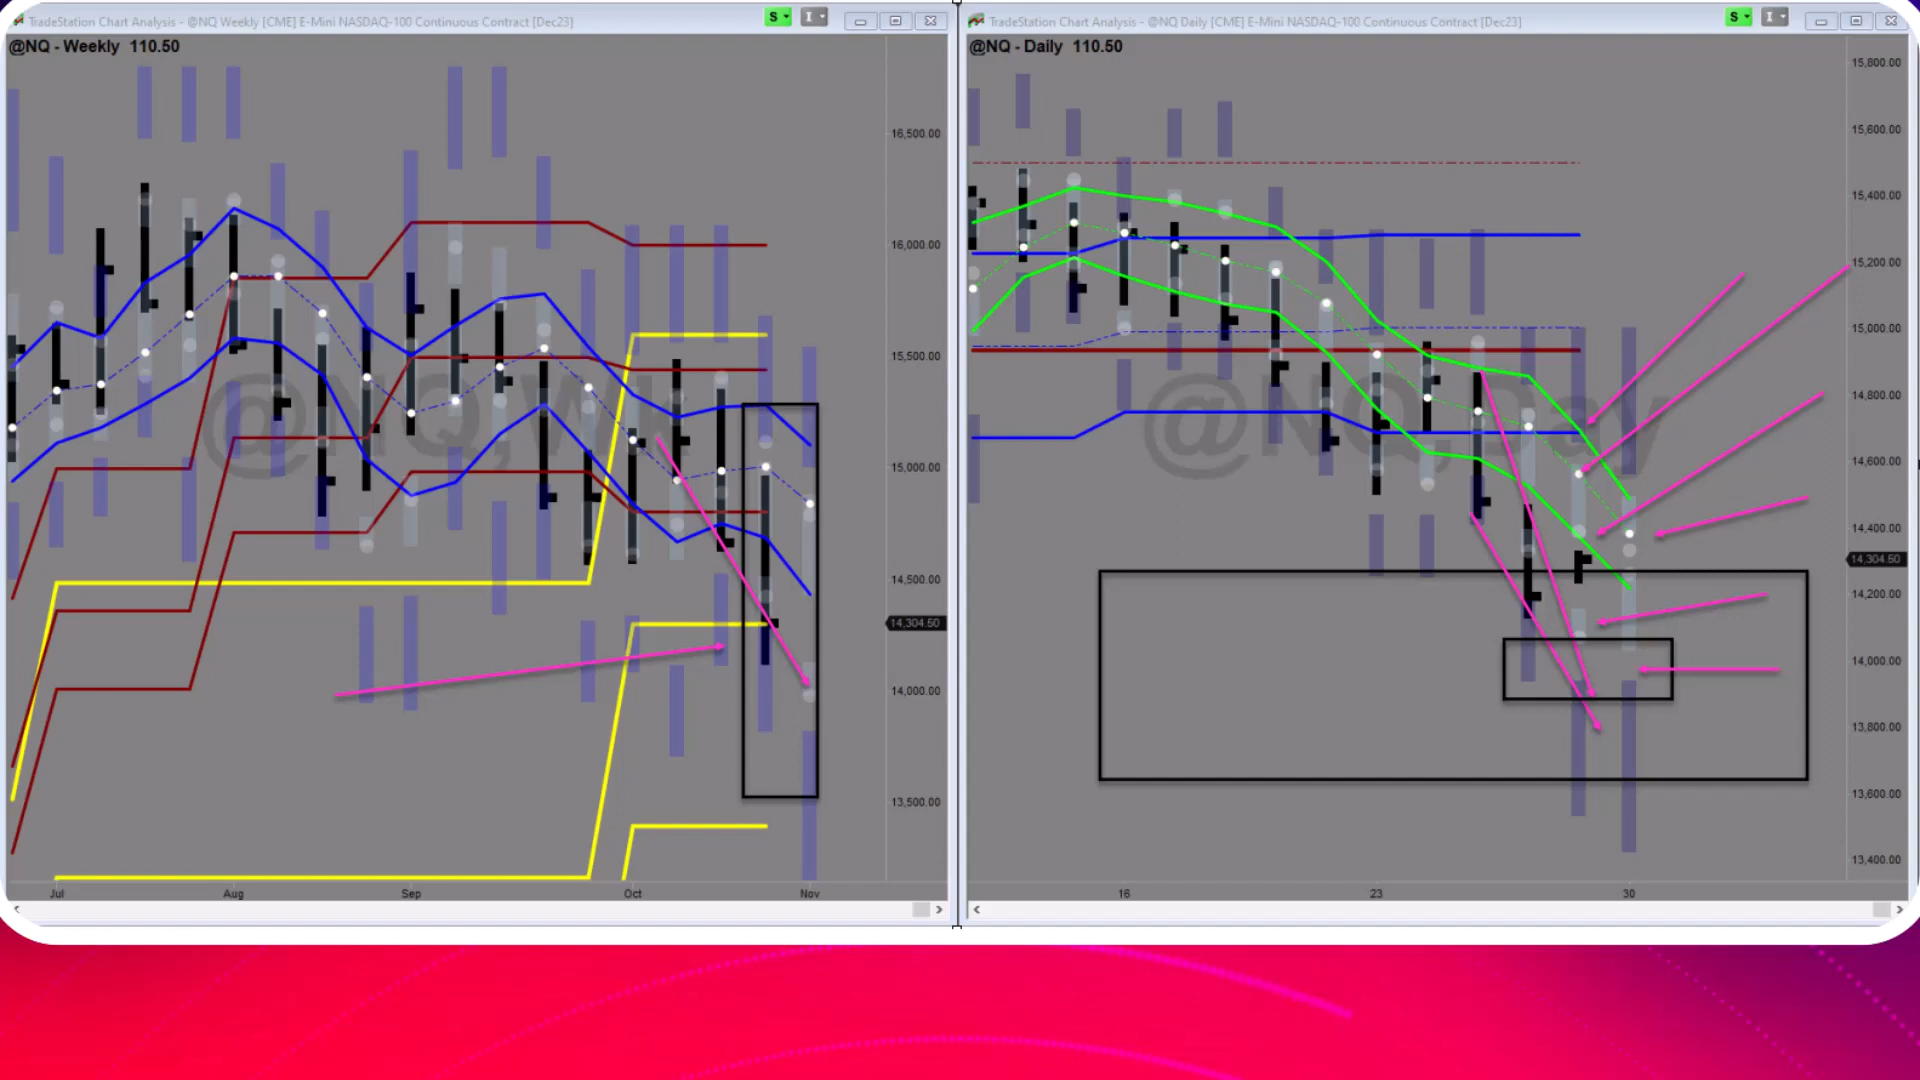 TradeStation Chart Analysis - @NQ Weekly [CME] E-Mini NASDAQ-100 Continuous Contract [Dec23]
S
I
@NQ - Weekly 110.50
16,500.00
16,000.00
15,500.00
15,000.00
14,500.00
14,304.50
14,000.00
13,500.00
@NQ,Wk
Jul
Aug
Sep
Oct
Nov
TradeStation Chart Analysis - @NQ Daily [CME] E-Mini NASDAQ-100 Continuous Contract [Dec23]
S
I
@NQ - Daily 110.50
15,800.00
15,600.00
15,400.00
15,200.00
15,000.00
14,800.00
14,600.00
14,400.00
14,304.50
14,200.00
14,000.00
13,800.00
13,600.00
13,400.00
@NQ,Day
16
23
30